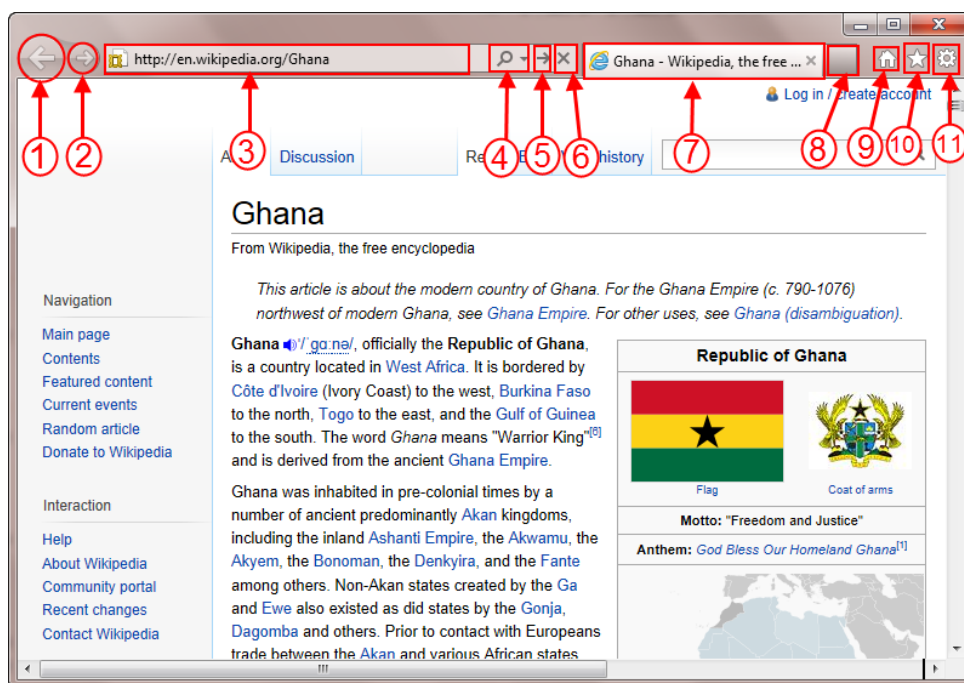 http://en.wikipedia.org/Ghana
Ghana - Wikipedia, the free ...
Log in / create account
1
2
3
4
5
6
7
8
9
10
11
Discussion
history
Ghana
From Wikipedia, the free encyclopedia
This article is about the modern country of Ghana. For the Ghana Empire (c. 790-1076)
northwest of modern Ghana, see Ghana Empire. For other uses, see Ghana (disambiguation).
Navigation
Main page
Contents
Featured content
Current events
Random article
Donate to Wikipedia
Interaction
Help
About Wikipedia
Community portal
Recent changes
Contact Wikipedia
Ghana /ˈɡɑːnə/, officially the Republic of Ghana,
is a country located in West Africa. It is bordered by
Côte d'Ivoire (Ivory Coast) to the west, Burkina Faso
to the north, Togo to the east, and the Gulf of Guinea
to the south. The word Ghana means "Warrior King"[6]
and is derived from the ancient Ghana Empire.
Ghana was inhabited in pre-colonial times by a
number of ancient predominantly Akan kingdoms,
including the inland Ashanti Empire, the Akwamu, the
Akyem, the Bonoman, the Denkyira, and the Fante
among others. Non-Akan states created by the Ga
and Ewe also existed as did states by the Gonja,
Dagomba and others. Prior to contact with Europeans
trade between the Akan and various African states
Republic of Ghana
Flag
Coat of arms
Motto: "Freedom and Justice"
Anthem: God Bless Our Homeland Ghana[1]